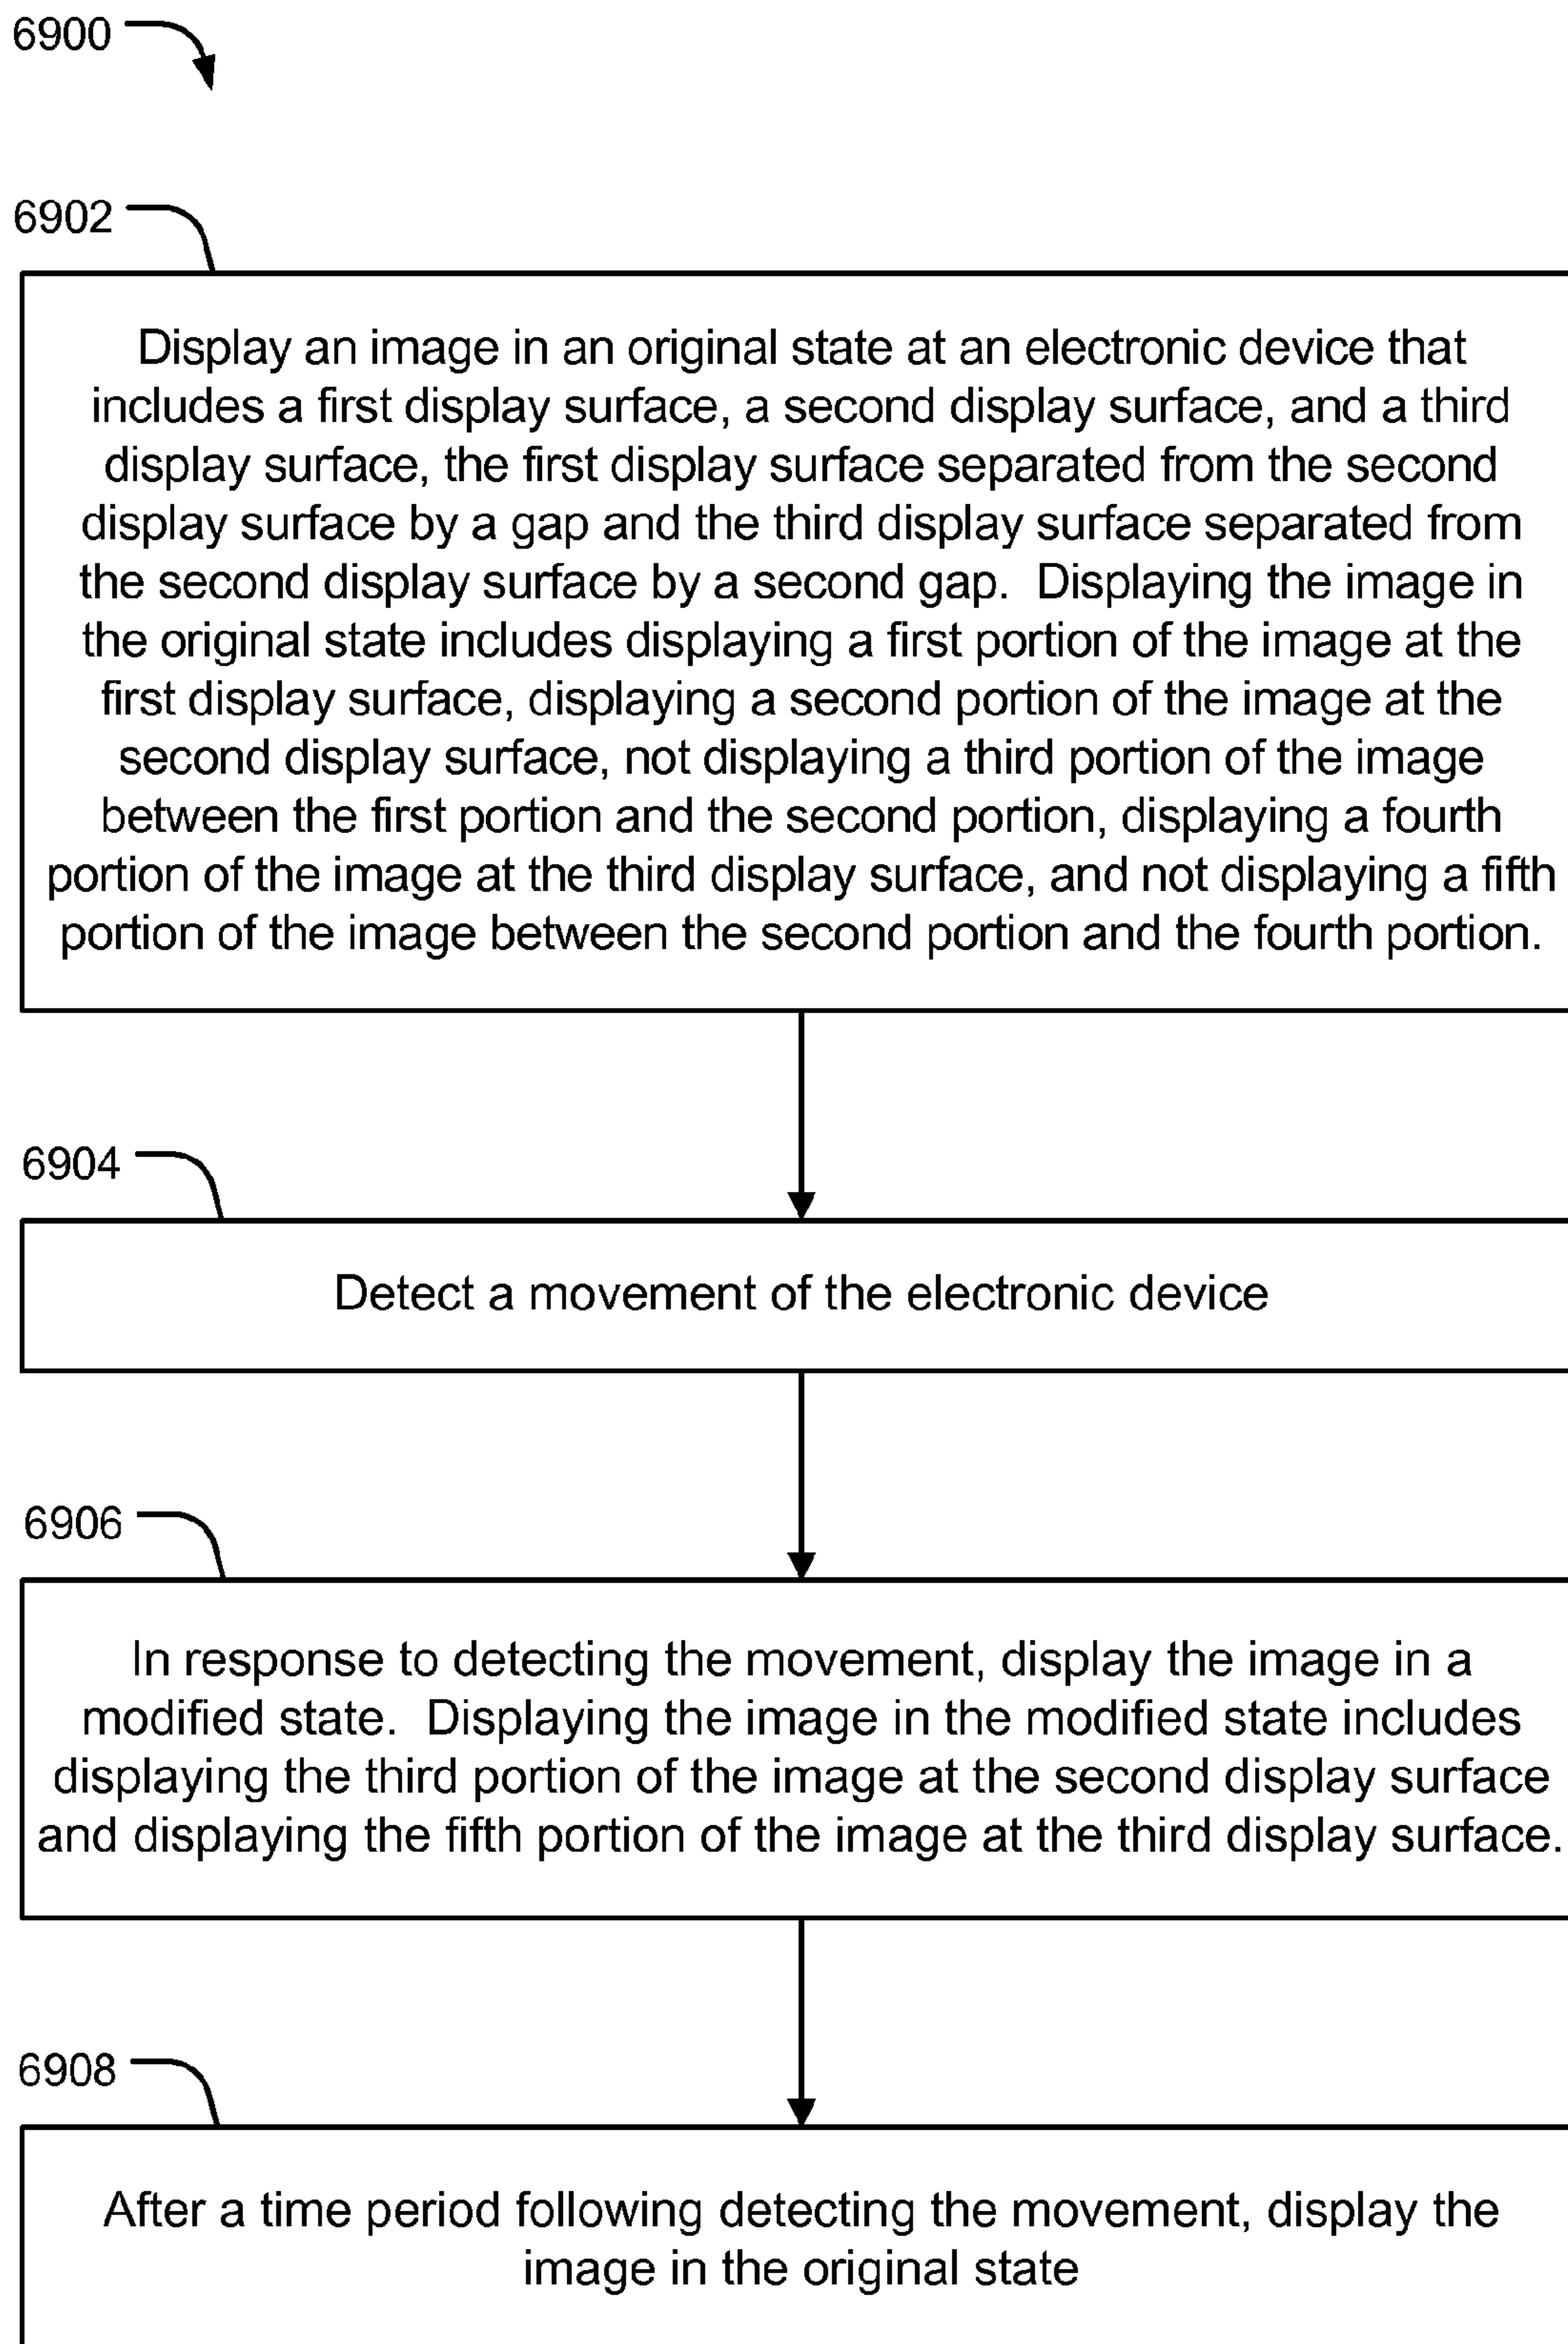 6900
6902
Display an image in an original state at an electronic device that
includes a first display surface, a second display surface, and a third
display surface, the first display surface separated from the second
display surface by a gap and the third display surface separated from
the second display surface by a second gap.  Displaying the image in
the original state includes displaying a first portion of the image at the
first display surface, displaying a second portion of the image at the
second display surface, not displaying a third portion of the image
between the first portion and the second portion, displaying a fourth
portion of the image at the third display surface, and not displaying a fifth
portion of the image between the second portion and the fourth portion.
6904
Detect a movement of the electronic device
6906
In response to detecting the movement, display the image in a
modified state.  Displaying the image in the modified state includes
displaying the third portion of the image at the second display surface
and displaying the fifth portion of the image at the third display surface.
6908
After a time period following detecting the movement, display the
image in the original state